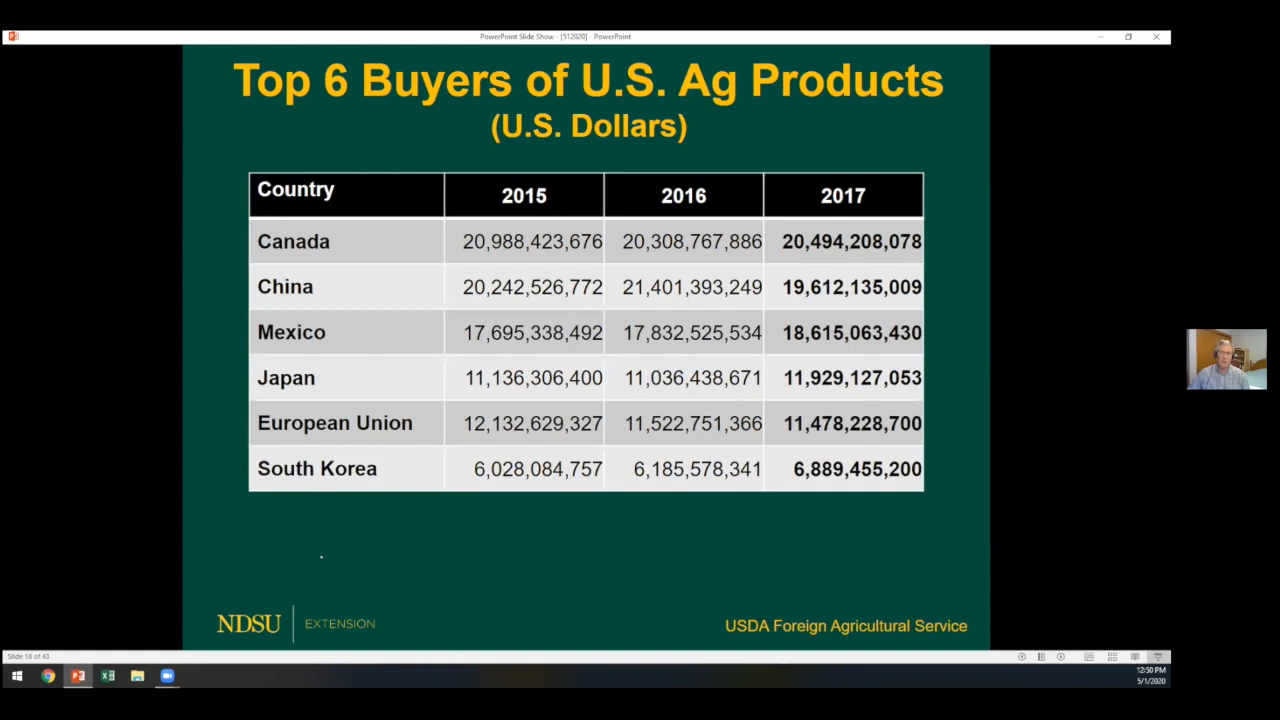 PowerPoint Slide Show - [512020] - PowerPoint
Top 6 Buyers of U.S. Ag Products
(U.S. Dollars)
Country 2015 2016 2017
Canada 20,988,423,676 20,308,767,886 20,494,208,078
China 20,242,526,772 21,401,393,249 19,612,135,009
Mexico 17,695,338,492 17,832,525,534 18,615,063,430
Japan 11,136,306,400 11,036,438,671 11,929,127,053
European Union 12,132,629,327 11,522,751,366 11,478,228,700
South Korea 6,028,084,757 6,185,578,341 6,889,455,200
NDSU EXTENSION
USDA Foreign Agricultural Service
Slide 18 of 43
12:50 PM
5/1/2020